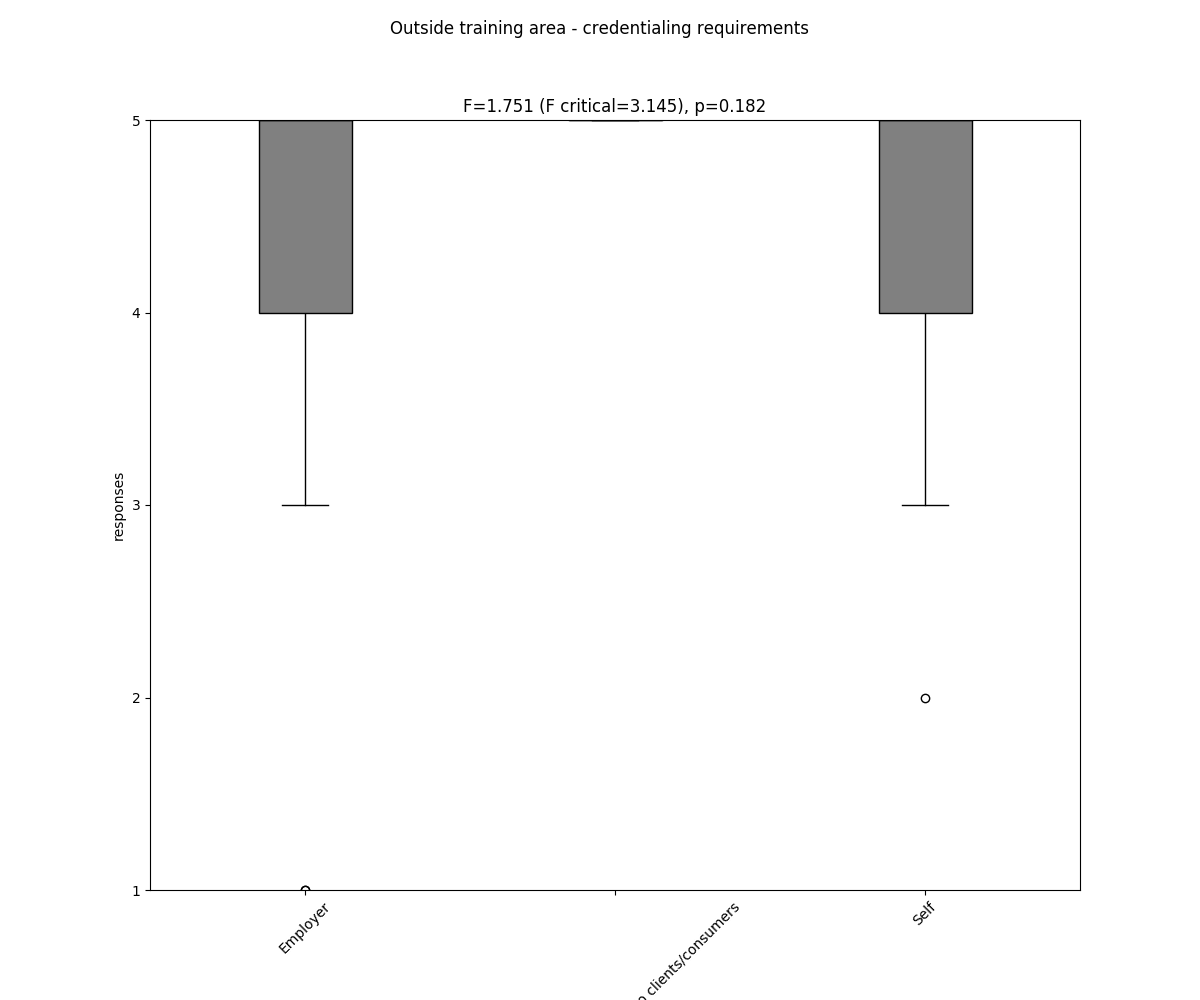 Outside training area - credentialing requirements
F=1.751 (F critical=3.145), p=0.182
5
4
3
2
1
responses
Employer
clients/consumers
Self